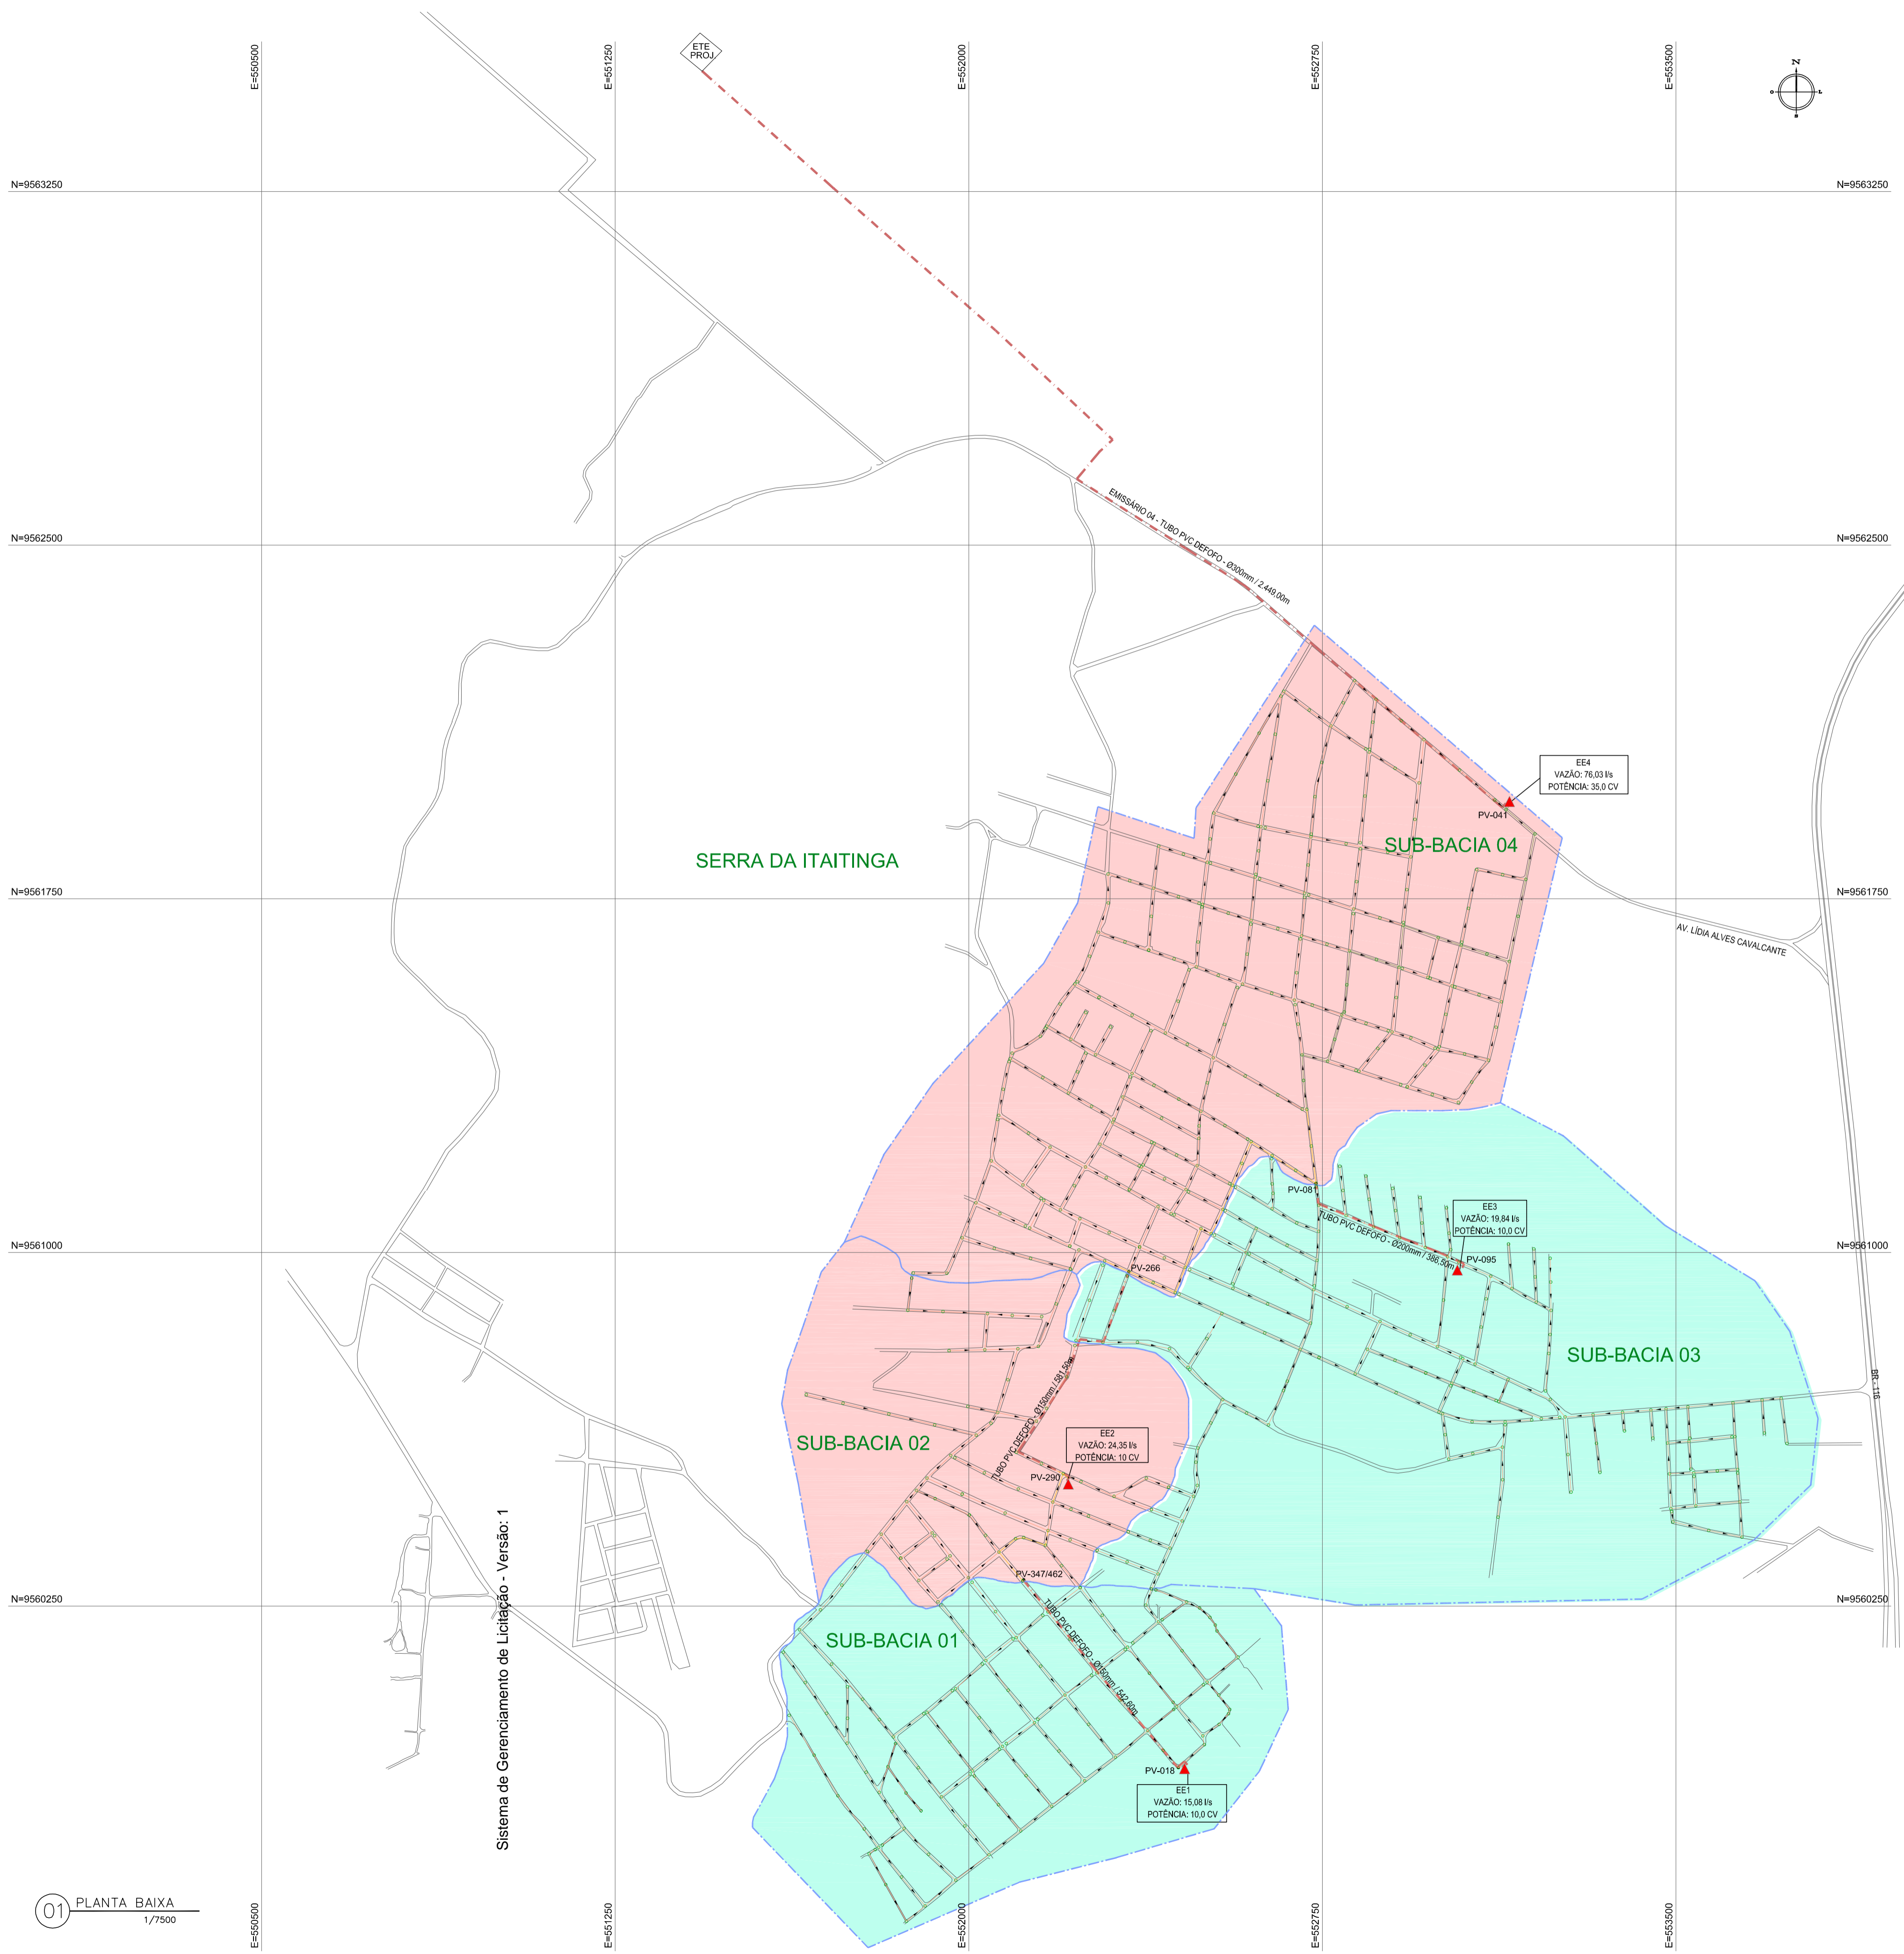 ETE
PROJ.
E=550500
E=551250
E=552000
E=552750
E=553500
N
O
L
S
N=9563250
N=9563250
N=9562500
N=9562500
EMISSÁRIO 04 - TUBO PVC DEFOFO - Ø300mm / 2.449,00m
EE4
VAZÃO: 76,03 l/s
POTÊNCIA: 35,0 CV
PV-041
SUB-BACIA 04
SERRA DA ITAITINGA
N=9561750
N=9561750
AV. LÍDIA ALVES CAVALCANTE
PV-081
EE3
VAZÃO: 19,84 l/s
POTÊNCIA: 10,0 CV
TUBO PVC DEFOFO - Ø200mm / 386,50m
PV-095
N=9561000
N=9561000
PV-266
SUB-BACIA 03
BR - 116
TUBO PVC DEFOFO - Ø150mm / 581,50m
SUB-BACIA 02
EE2
VAZÃO: 24,35 l/s
POTÊNCIA: 10 CV
PV-290
PV-347/462
N=9560250
N=9560250
SUB-BACIA 01
TUBO PVC DEFOFO - Ø150mm / 542,60m
PV-018
EE1
VAZÃO: 15,08 l/s
POTÊNCIA: 10,0 CV
Sistema de Gerenciamento de Licitação - Versão: 1
01
PLANTA BAIXA
1/7500
E=550500
E=551250
E=552000
E=552750
E=553500